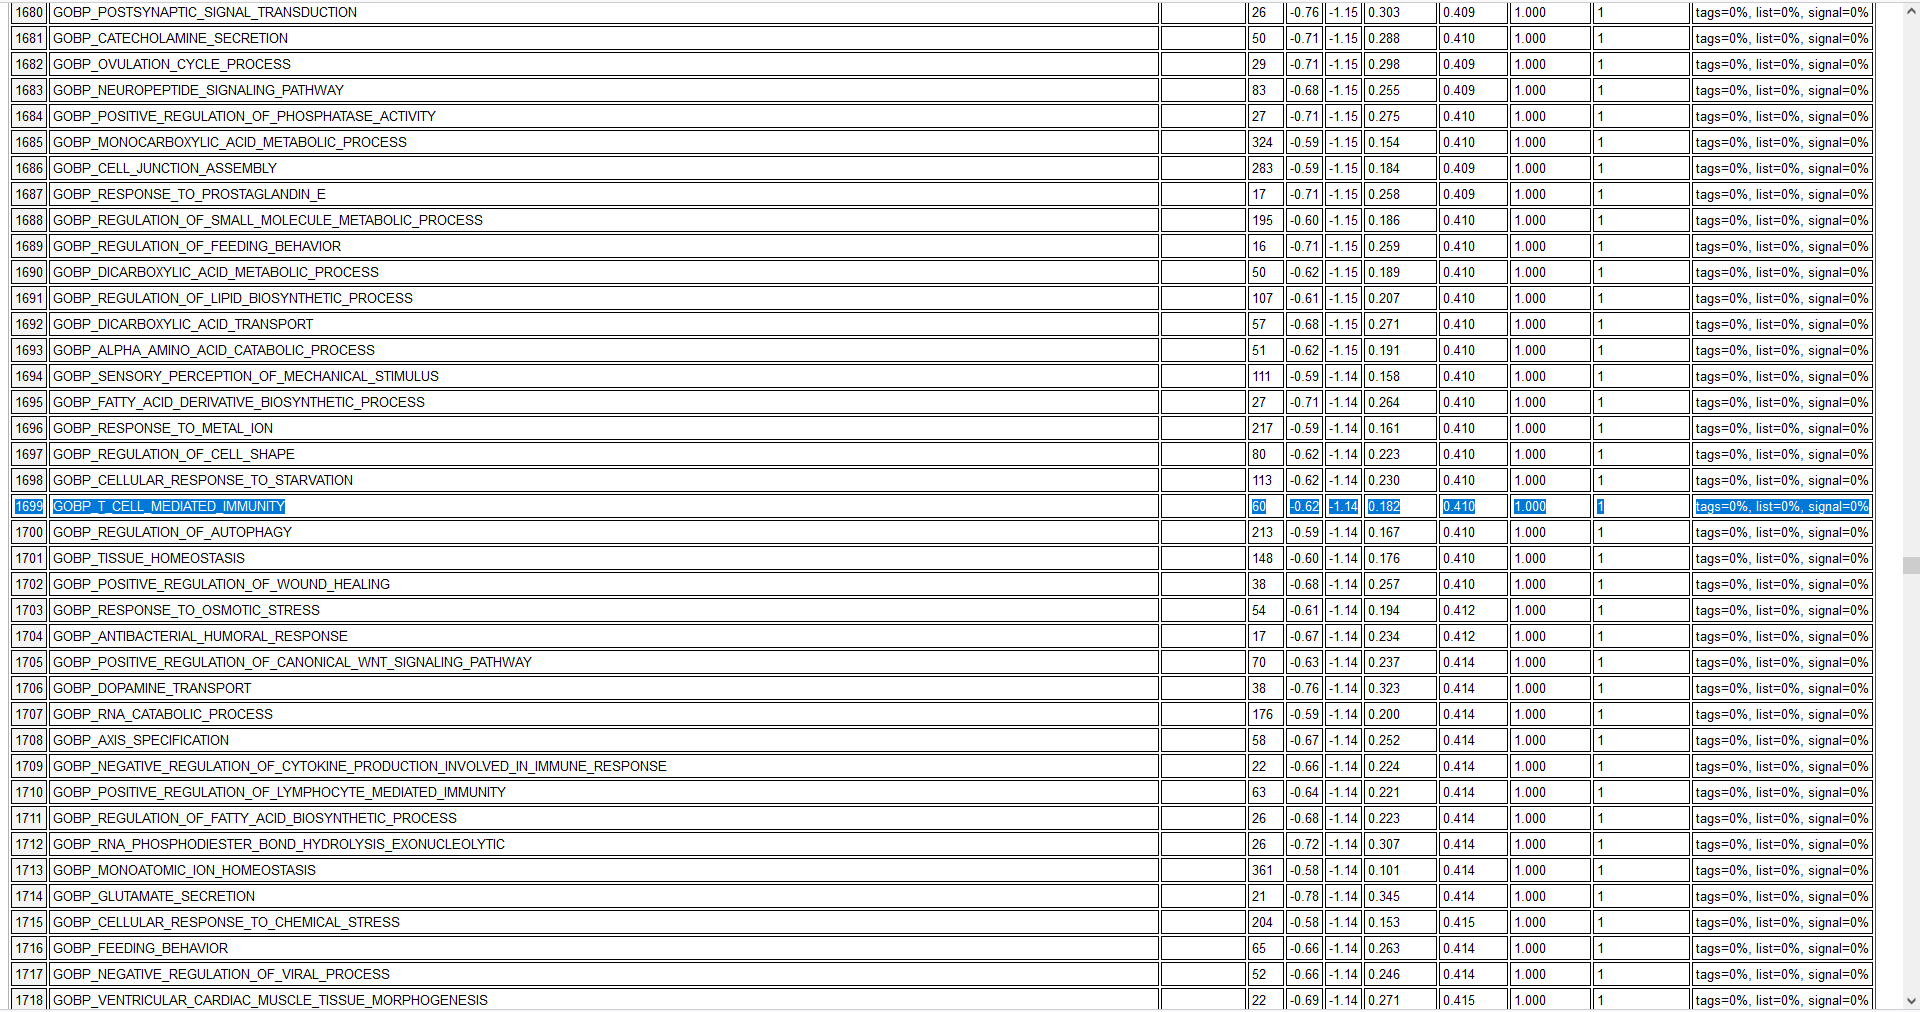 1680 GOBP_POSTSYNAPTIC_SIGNAL_TRANSDUCTION 26 -0.76 -1.15 0.303 0.409 1.000 1 tags=0%, list=0%, signal=0%
1681 GOBP_CATECHOLAMINE_SECRETION 50 -0.71 -1.15 0.288 0.410 1.000 1 tags=0%, list=0%, signal=0%
1682 GOBP_OVULATION_CYCLE_PROCESS 29 -0.71 -1.15 0.298 0.409 1.000 1 tags=0%, list=0%, signal=0%
1683 GOBP_NEUROPEPTIDE_SIGNALING_PATHWAY 83 -0.68 -1.15 0.255 0.409 1.000 1 tags=0%, list=0%, signal=0%
1684 GOBP_POSITIVE_REGULATION_OF_PHOSPHATASE_ACTIVITY 27 -0.71 -1.15 0.275 0.410 1.000 1 tags=0%, list=0%, signal=0%
1685 GOBP_MONOCARBOXYLIC_ACID_METABOLIC_PROCESS 324 -0.59 -1.15 0.154 0.410 1.000 1 tags=0%, list=0%, signal=0%
1686 GOBP_CELL_JUNCTION_ASSEMBLY 283 -0.59 -1.15 0.184 0.409 1.000 1 tags=0%, list=0%, signal=0%
1687 GOBP_RESPONSE_TO_PROSTAGLANDIN_E 17 -0.71 -1.15 0.258 0.409 1.000 1 tags=0%, list=0%, signal=0%
1688 GOBP_REGULATION_OF_SMALL_MOLECULE_METABOLIC_PROCESS 195 -0.60 -1.15 0.186 0.410 1.000 1 tags=0%, list=0%, signal=0%
1689 GOBP_REGULATION_OF_FEEDING_BEHAVIOR 16 -0.71 -1.15 0.259 0.410 1.000 1 tags=0%, list=0%, signal=0%
1690 GOBP_DICARBOXYLIC_ACID_METABOLIC_PROCESS 50 -0.62 -1.15 0.189 0.410 1.000 1 tags=0%, list=0%, signal=0%
1691 GOBP_REGULATION_OF_LIPID_BIOSYNTHETIC_PROCESS 107 -0.61 -1.15 0.207 0.410 1.000 1 tags=0%, list=0%, signal=0%
1692 GOBP_DICARBOXYLIC_ACID_TRANSPORT 57 -0.68 -1.15 0.271 0.410 1.000 1 tags=0%, list=0%, signal=0%
1693 GOBP_ALPHA_AMINO_ACID_CATABOLIC_PROCESS 51 -0.62 -1.15 0.191 0.410 1.000 1 tags=0%, list=0%, signal=0%
1694 GOBP_SENSORY_PERCEPTION_OF_MECHANICAL_STIMULUS 111 -0.59 -1.14 0.158 0.410 1.000 1 tags=0%, list=0%, signal=0%
1695 GOBP_FATTY_ACID_DERIVATIVE_BIOSYNTHETIC_PROCESS 27 -0.71 -1.14 0.264 0.410 1.000 1 tags=0%, list=0%, signal=0%
1696 GOBP_RESPONSE_TO_METAL_ION 217 -0.59 -1.14 0.161 0.410 1.000 1 tags=0%, list=0%, signal=0%
1697 GOBP_REGULATION_OF_CELL_SHAPE 80 -0.62 -1.14 0.223 0.410 1.000 1 tags=0%, list=0%, signal=0%
1698 GOBP_CELLULAR_RESPONSE_TO_STARVATION 113 -0.62 -1.14 0.230 0.410 1.000 1 tags=0%, list=0%, signal=0%
1699 GOBP_T_CELL_MEDIATED_IMMUNITY 60 -0.62 -1.14 0.182 0.410 1.000 1 tags=0%, list=0%, signal=0%
1700 GOBP_REGULATION_OF_AUTOPHAGY 213 -0.59 -1.14 0.167 0.410 1.000 1 tags=0%, list=0%, signal=0%
1701 GOBP_TISSUE_HOMEOSTASIS 148 -0.60 -1.14 0.176 0.410 1.000 1 tags=0%, list=0%, signal=0%
1702 GOBP_POSITIVE_REGULATION_OF_WOUND_HEALING 38 -0.68 -1.14 0.257 0.410 1.000 1 tags=0%, list=0%, signal=0%
1703 GOBP_RESPONSE_TO_OSMOTIC_STRESS 54 -0.61 -1.14 0.194 0.412 1.000 1 tags=0%, list=0%, signal=0%
1704 GOBP_ANTIBACTERIAL_HUMORAL_RESPONSE 17 -0.67 -1.14 0.234 0.412 1.000 1 tags=0%, list=0%, signal=0%
1705 GOBP_POSITIVE_REGULATION_OF_CANONICAL_WNT_SIGNALING_PATHWAY 70 -0.63 -1.14 0.237 0.414 1.000 1 tags=0%, list=0%, signal=0%
1706 GOBP_DOPAMINE_TRANSPORT 38 -0.76 -1.14 0.323 0.414 1.000 1 tags=0%, list=0%, signal=0%
1707 GOBP_RNA_CATABOLIC_PROCESS 176 -0.59 -1.14 0.200 0.414 1.000 1 tags=0%, list=0%, signal=0%
1708 GOBP_AXIS_SPECIFICATION 58 -0.67 -1.14 0.252 0.414 1.000 1 tags=0%, list=0%, signal=0%
1709 GOBP_NEGATIVE_REGULATION_OF_CYTOKINE_PRODUCTION_INVOLVED_IN_IMMUNE_RESPONSE 22 -0.66 -1.14 0.224 0.414 1.000 1 tags=0%, list=0%, signal=0%
1710 GOBP_POSITIVE_REGULATION_OF_LYMPHOCYTE_MEDIATED_IMMUNITY 63 -0.64 -1.14 0.221 0.414 1.000 1 tags=0%, list=0%, signal=0%
1711 GOBP_REGULATION_OF_FATTY_ACID_BIOSYNTHETIC_PROCESS 26 -0.68 -1.14 0.223 0.414 1.000 1 tags=0%, list=0%, signal=0%
1712 GOBP_RNA_PHOSPHODIESTER_BOND_HYDROLYSIS_EXONUCLEOLYTIC 26 -0.72 -1.14 0.307 0.414 1.000 1 tags=0%, list=0%, signal=0%
1713 GOBP_MONOATOMIC_ION_HOMEOSTASIS 361 -0.58 -1.14 0.101 0.414 1.000 1 tags=0%, list=0%, signal=0%
1714 GOBP_GLUTAMATE_SECRETION 21 -0.78 -1.14 0.345 0.414 1.000 1 tags=0%, list=0%, signal=0%
1715 GOBP_CELLULAR_RESPONSE_TO_CHEMICAL_STRESS 204 -0.58 -1.14 0.153 0.415 1.000 1 tags=0%, list=0%, signal=0%
1716 GOBP_FEEDING_BEHAVIOR 65 -0.66 -1.14 0.263 0.414 1.000 1 tags=0%, list=0%, signal=0%
1717 GOBP_NEGATIVE_REGULATION_OF_VIRAL_PROCESS 52 -0.66 -1.14 0.246 0.414 1.000 1 tags=0%, list=0%, signal=0%
1718 GOBP_VENTRICULAR_CARDIAC_MUSCLE_TISSUE_MORPHOGENESIS 22 -0.69 -1.14 0.271 0.415 1.000 1 tags=0%, list=0%, signal=0%